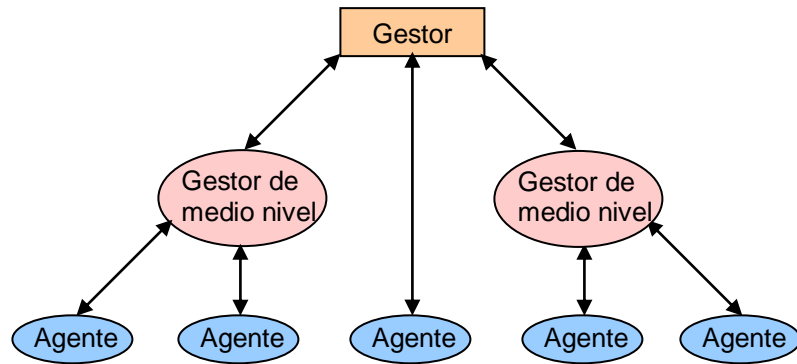 Gestor
Gestor de
medio nivel
Gestor de
medio nivel
Agente
Agente
Agente
Agente
Agente